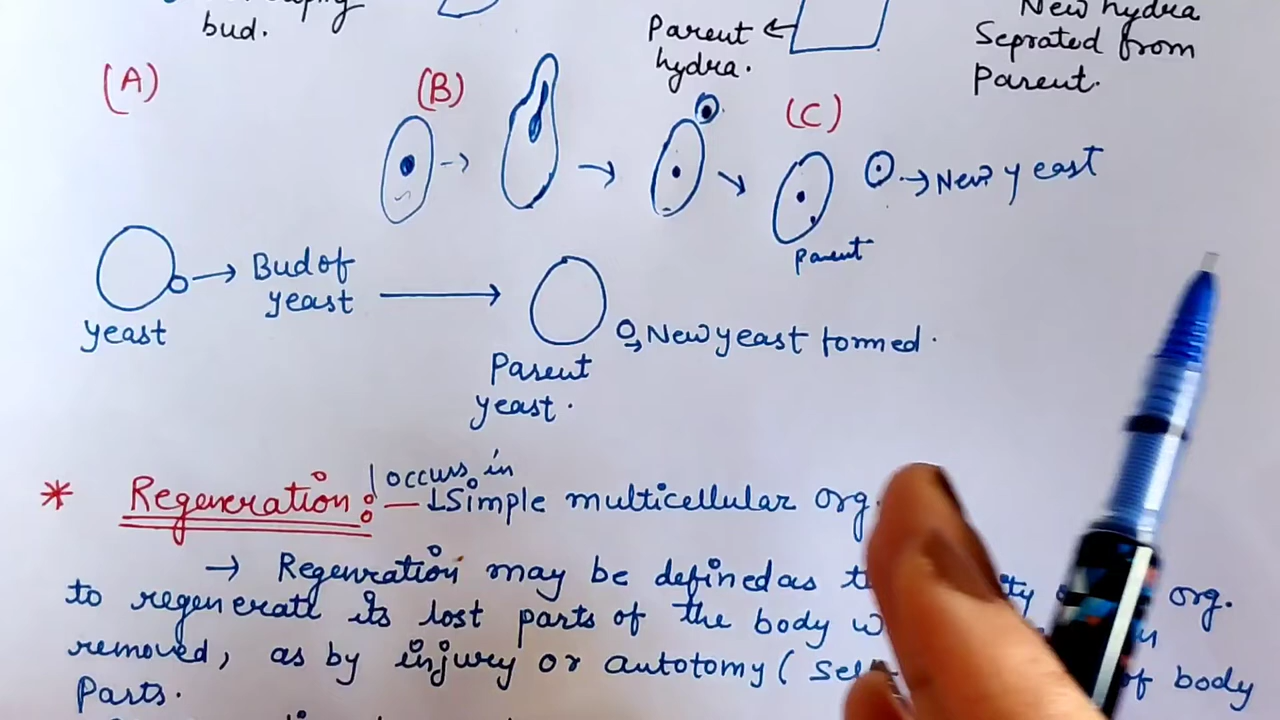 bud.
Parent
hydra.
New hydra
Seprated from
Parent.
(A)
(B)
(C)
New yeast
Parent
yeast
Bud of
yeast
Parent
yeast.
New yeast formed.
* Regeneration : occurs in
Simple multicellular org.
→ Regenration may be defined as org.
to regenerate its lost parts of the body
removed, as by injury or autotomy ( of body
Parts.